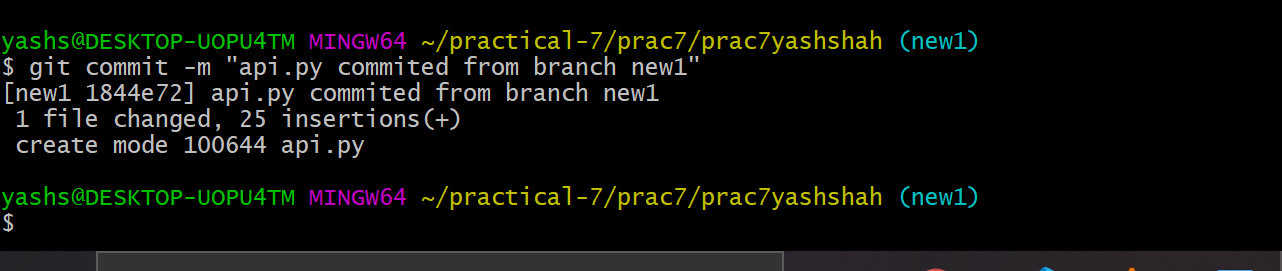 yashs@DESKTOP-UOPU4TM MINGW64 ~/practical-7/prac7/prac7yashshah (new1)
$ git commit -m "api.py commited from branch new1"
[new1 1844e72] api.py commited from branch new1
 1 file changed, 25 insertions(+)
 create mode 100644 api.py
yashs@DESKTOP-UOPU4TM MINGW64 ~/practical-7/prac7/prac7yashshah (new1)
$